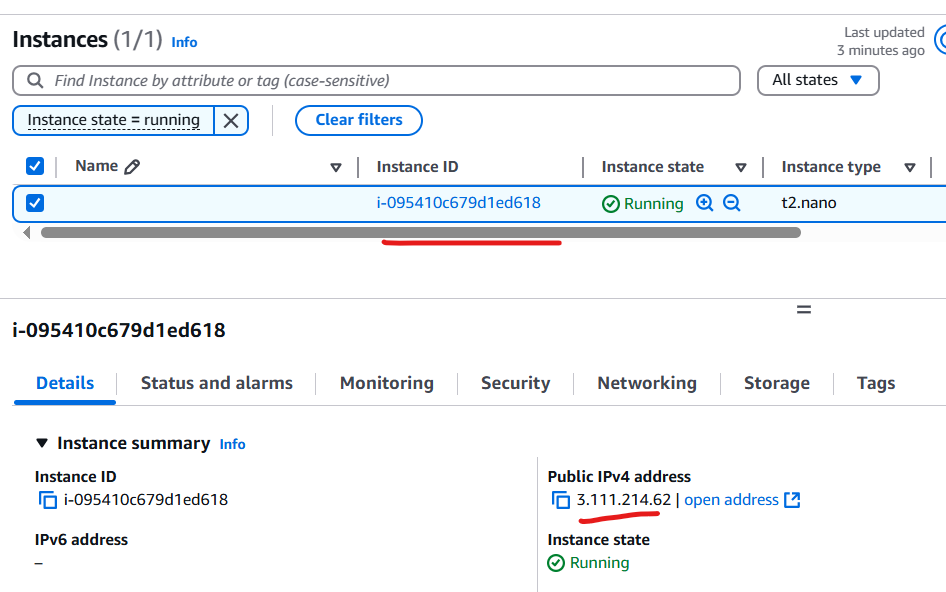 Instances (1/1) Info
Last updated
3 minutes ago
Find Instance by attribute or tag (case-sensitive)
All states
Instance state = running
Clear filters
Name Instance ID Instance state Instance type
i-095410c679d1ed618 Running t2.nano
i-095410c679d1ed618
Details Status and alarms Monitoring Security Networking Storage Tags
Instance summary Info
Instance ID Public IPv4 address
i-095410c679d1ed618 3.111.214.62 | open address
IPv6 address Instance state
– Running